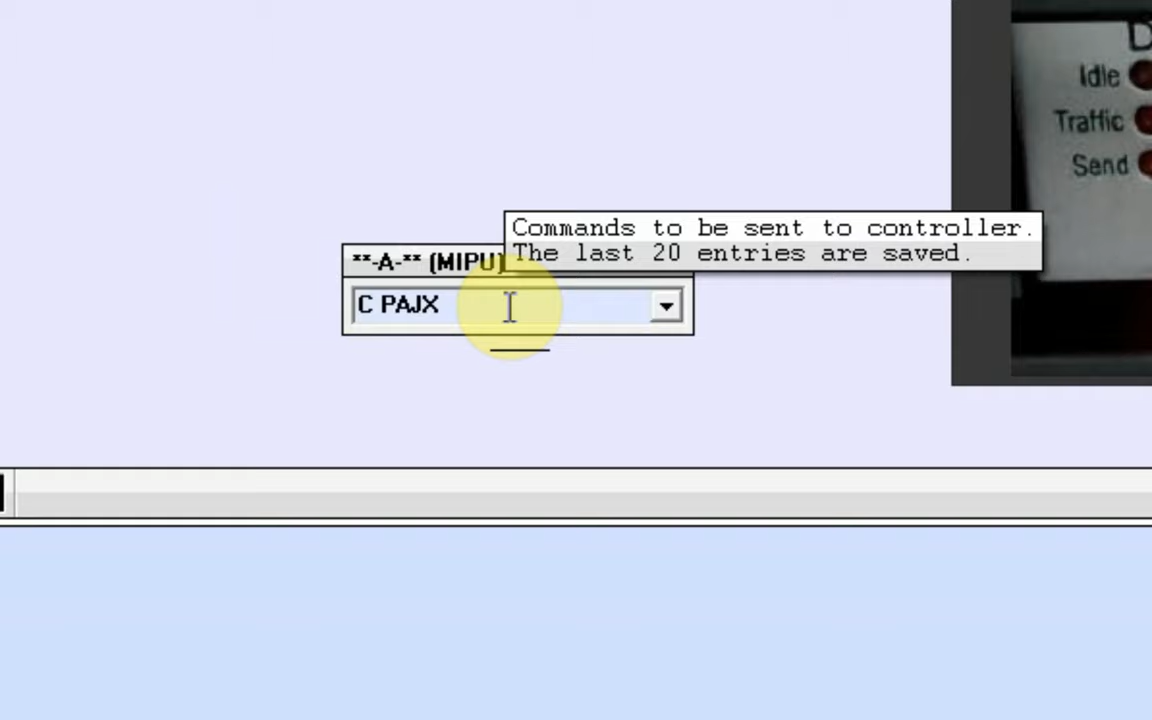 D
Idle
Traffic
Send
Commands to be sent to controller.
The last 20 entries are saved.
**-A-** (MIPU)
C PAJX